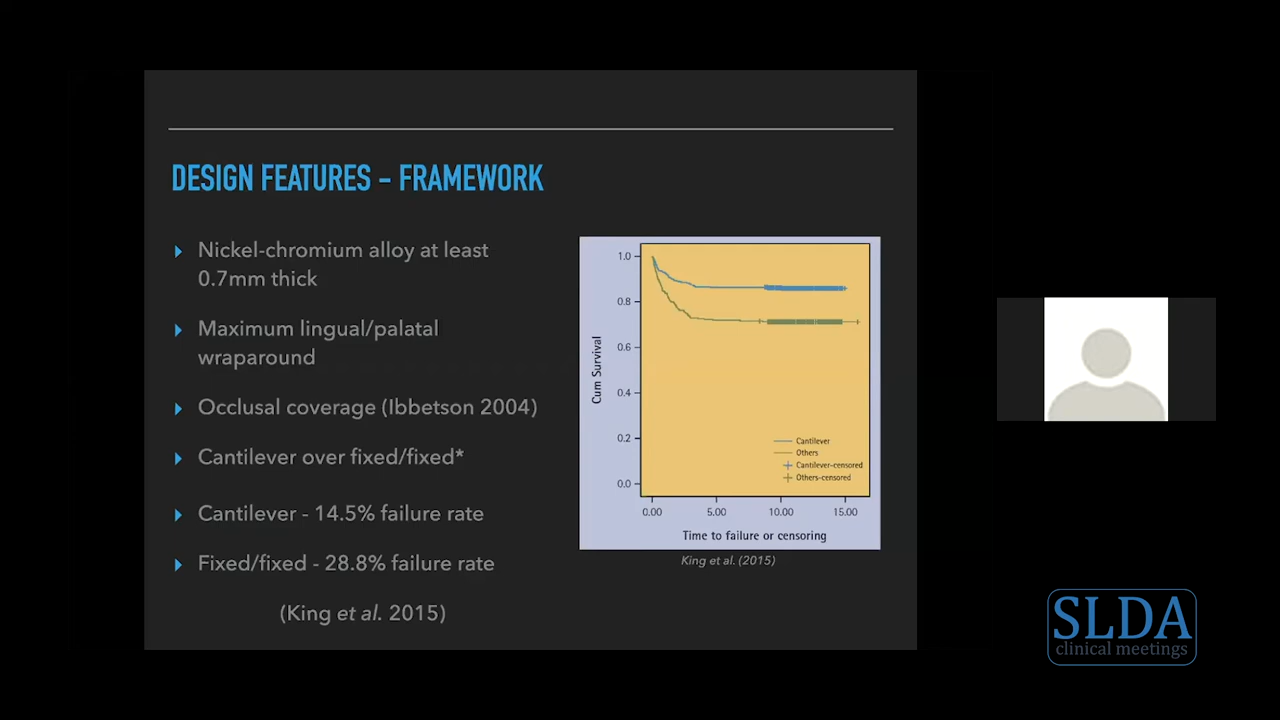 DESIGN FEATURES - FRAMEWORK
Nickel-chromium alloy at least
0.7mm thick
Maximum lingual/palatal
wraparound
Occlusal coverage (Ibbetson 2004)
Cantilever over fixed/fixed*
Cantilever - 14.5% failure rate
Fixed/fixed - 28.8% failure rate
(King et al. 2015)
Cum Survival
1.0
0.8
0.6
0.4
0.2
0.0
Cantilever
Others
Cantilever-censored
Others-censored
0.00 5.00 10.00 15.00
Time to failure or censoring
King et al. (2015)
SLDA
clinical meetings